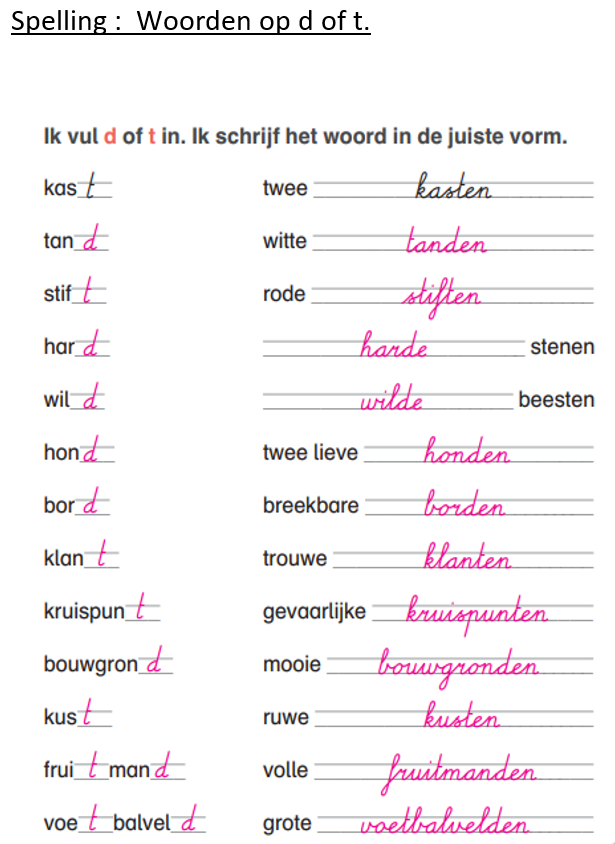 Spelling : Woorden op d of t.
Ik vul d of t in. Ik schrijf het woord in de juiste vorm.
kast twee kasten
tand witte tanden
stift rode stiften
hard harde stenen
wild wilde beesten
hond twee lieve honden
bord breekbare borden
klant trouwe klanten
kruispunt gevaarlijke kruispunten
bouwgrond mooie bouwgronden
kust ruwe kusten
fruitmand volle fruitmanden
voetbalveld grote voetbalvelden